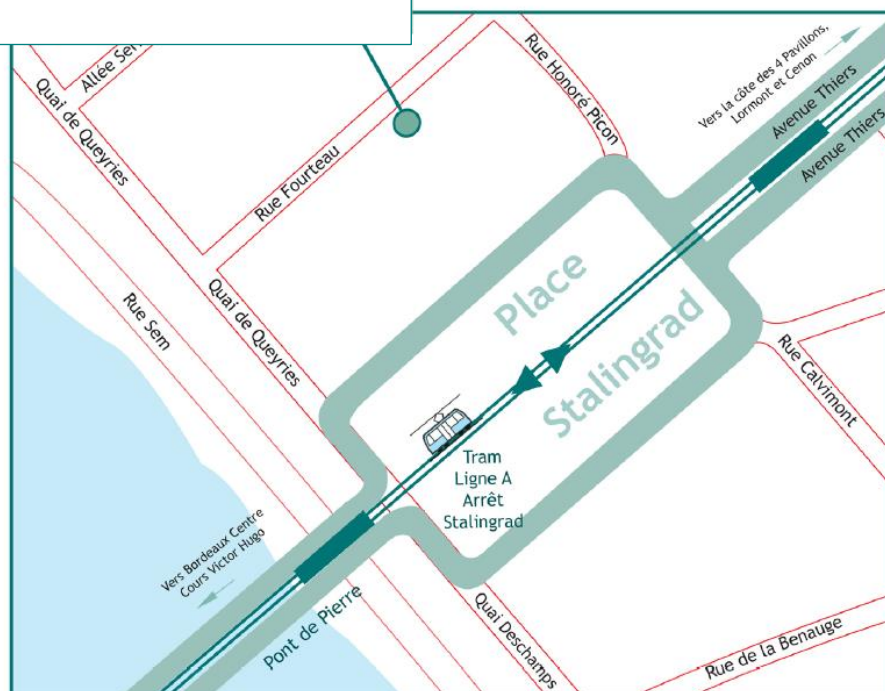 Allée Sem
Quai de Queyries
Rue Fourteau
Rue Honoré Picon
Vers la côte des 4 Pavillons,
Lormont et Cenon
Avenue Thiers
Avenue Thiers
Rue Sem
Quai de Queyries
Place
Stalingrad
Rue Calvimont
Tram
Ligne A
Arrêt
Stalingrad
Vers Bordeaux Centre
Cours Victor Hugo
Pont de Pierre
Quai Deschamps
Rue de la Benauge